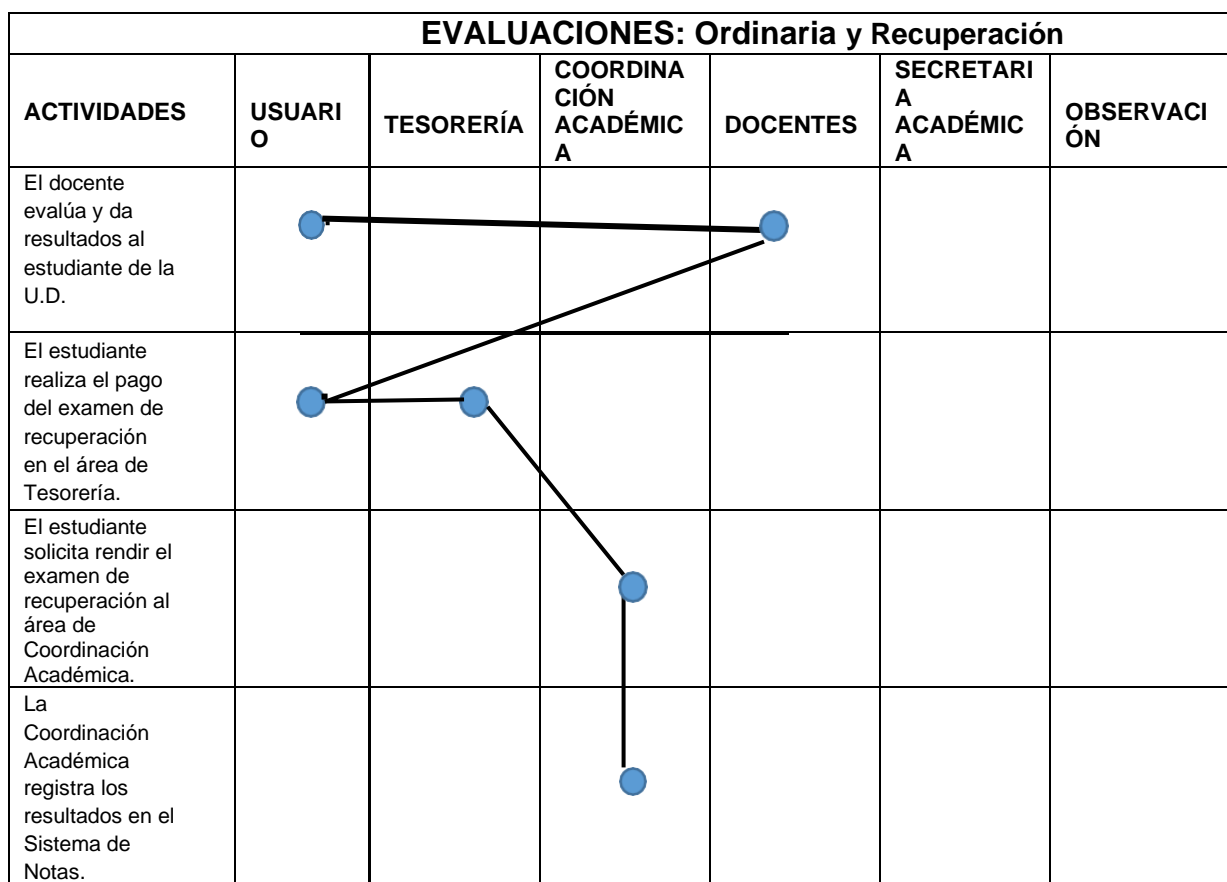 EVALUACIONES: Ordinaria y Recuperación
ACTIVIDADES
USUARI
O
TESORERÍA
COORDINA
CIÓN
ACADÉMIC
A
DOCENTES
SECRETARI
A
ACADÉMIC
A
OBSERVACI
ÓN
El docente
evalúa y da
resultados al
estudiante de la
U.D.
El estudiante
realiza el pago
del examen de
recuperación
en el área de
Tesorería.
El estudiante
solicita rendir el
examen de
recuperación al
área de
Coordinación
Académica.
La
Coordinación
Académica
registra los
resultados en el
Sistema de
Notas.